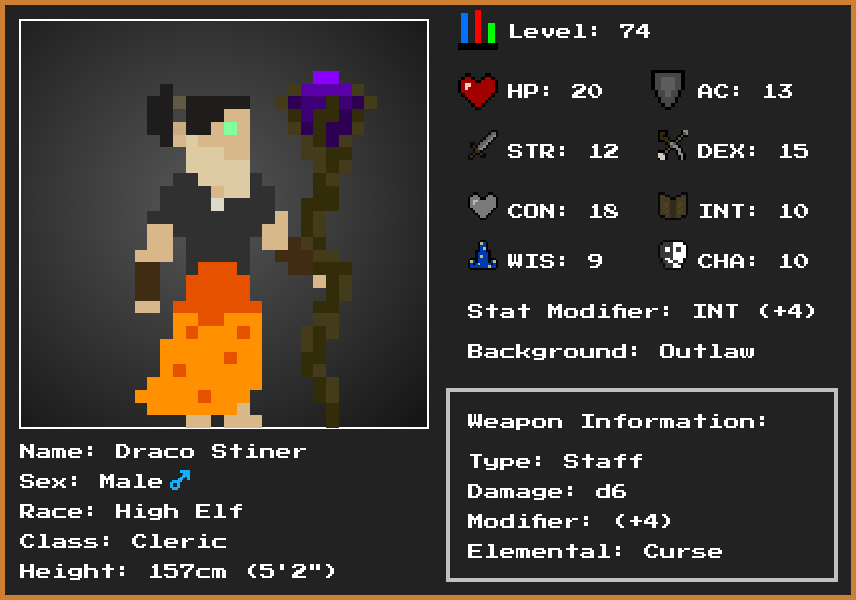 Level: 74
HP: 20 AC: 13
STR: 12 DEX: 15
CON: 18 INT: 10
WIS: 9 CHA: 10
Stat Modifier: INT (+4)
Background: Outlaw
Weapon Information:
Type: Staff
Damage: d6
Modifier: (+4)
Elemental: Curse
Name: Draco Stiner
Sex: Male ♂
Race: High Elf
Class: Cleric
Height: 157cm (5'2")